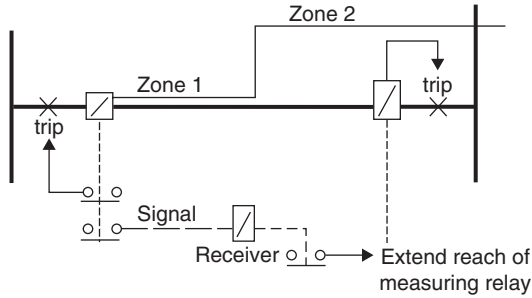 Zone 2
Zone 1
trip
trip
Signal
Receiver
Extend reach of
measuring relay